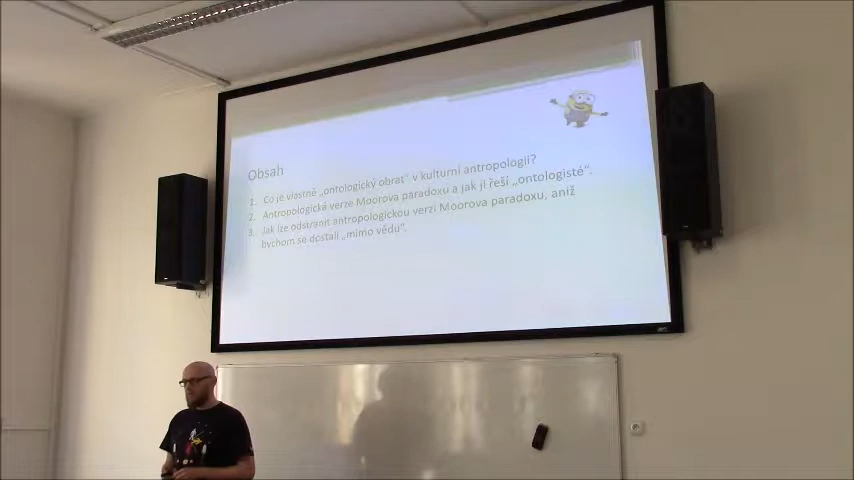 Obsah
1. Co je vlastně „ontologický obrat“ v kulturní antropologii?
2. Antropologická verze Moorova paradoxu a jak ji řeší „ontologisté“.
3. Jak lze odstranit antropologickou verzi Moorova paradoxu, aniž
bychom se dostali „mimo vědu“.